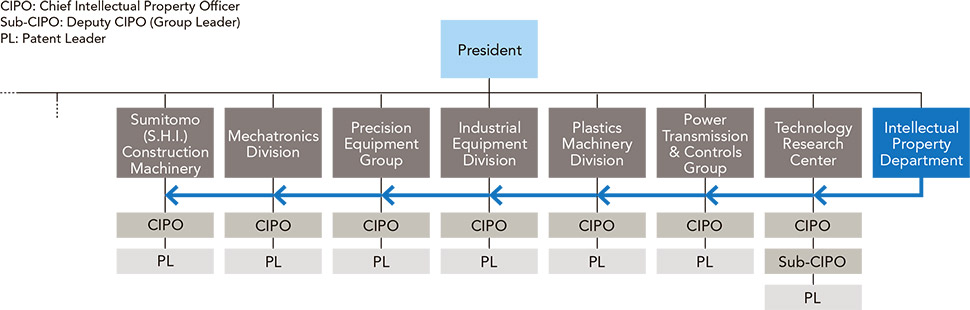 CIPO: Chief Intellectual Property Officer
Sub-CIPO: Deputy CIPO (Group Leader)
PL: Patent Leader
President
Sumitomo
(S.H.I.)
Construction
Machinery
Mechatronics
Division
Precision
Equipment
Group
Industrial
Equipment
Division
Plastics
Machinery
Division
Power
Transmission
& Controls
Group
Technology
Research
Center
Intellectual
Property
Department
CIPO
CIPO
CIPO
CIPO
CIPO
CIPO
CIPO
PL
PL
PL
PL
PL
PL
Sub-CIPO
PL